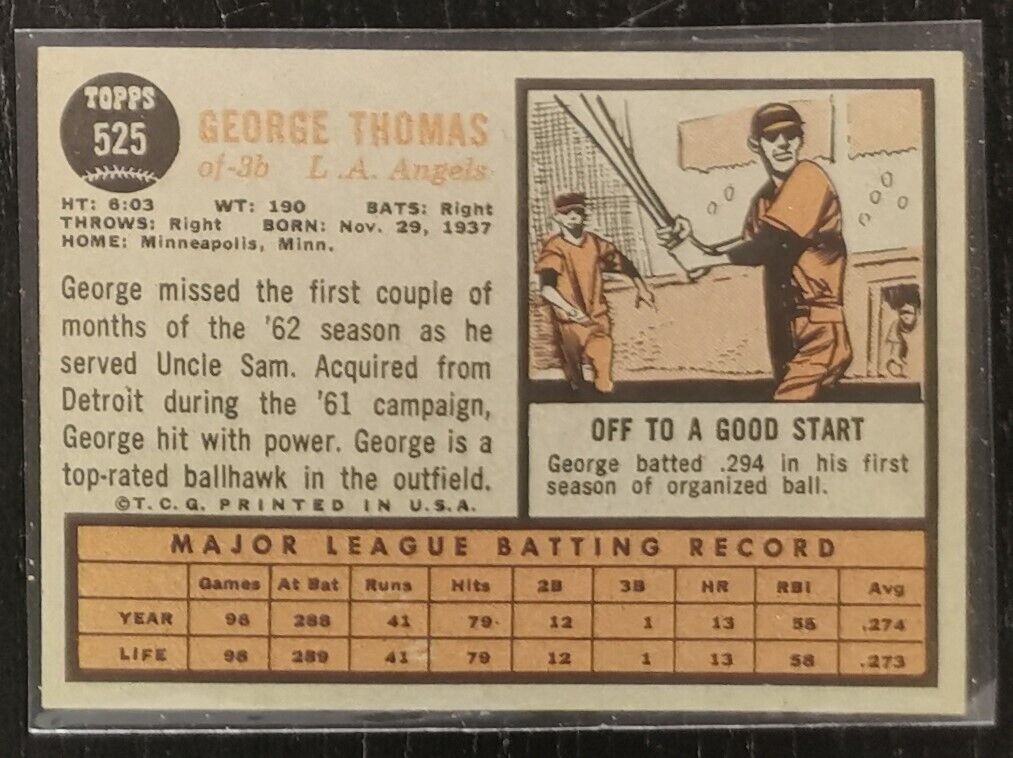 TOPPS
525
GEORGE THOMAS
of-3b L.A. Angels
HT: 6:03 WT: 190 BATS: Right
THROWS: Right BORN: Nov. 29, 1937
HOME: Minneapolis, Minn.
George missed the first couple of
months of the '62 season as he
served Uncle Sam. Acquired from
Detroit during the '61 campaign,
George hit with power. George is a
top-rated ballhawk in the outfield.
©T.C.G. PRINTED IN U.S.A.
OFF TO A GOOD START
George batted .294 in his first
season of organized ball.
MAJOR LEAGUE BATTING RECORD
Games At Bat Runs Hits 2B 3B HR RBI Avg
YEAR 98 288 41 79 12 1 13 58 .274
LIFE 98 289 41 79 12 1 13 58 .273